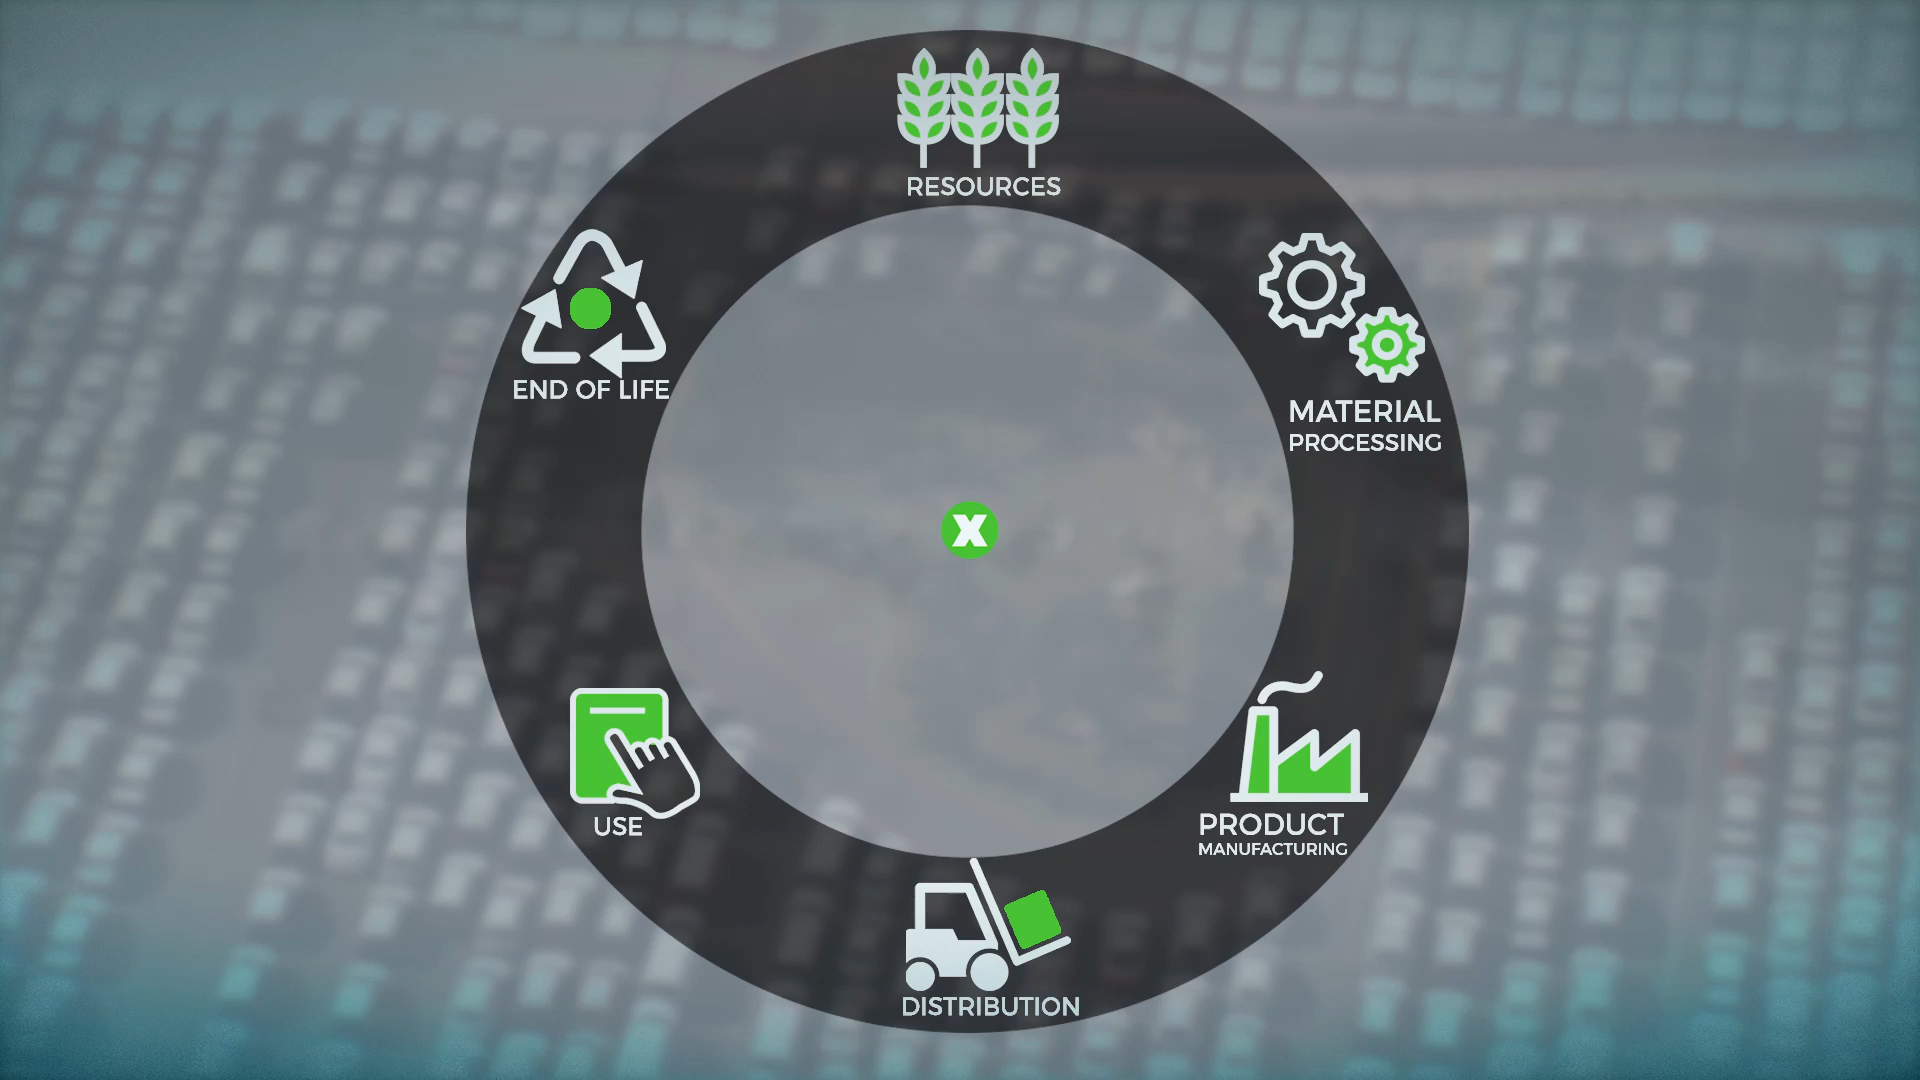 RESOURCES
MATERIAL
PROCESSING
PRODUCT
MANUFACTURING
DISTRIBUTION
USE
END OF LIFE
X